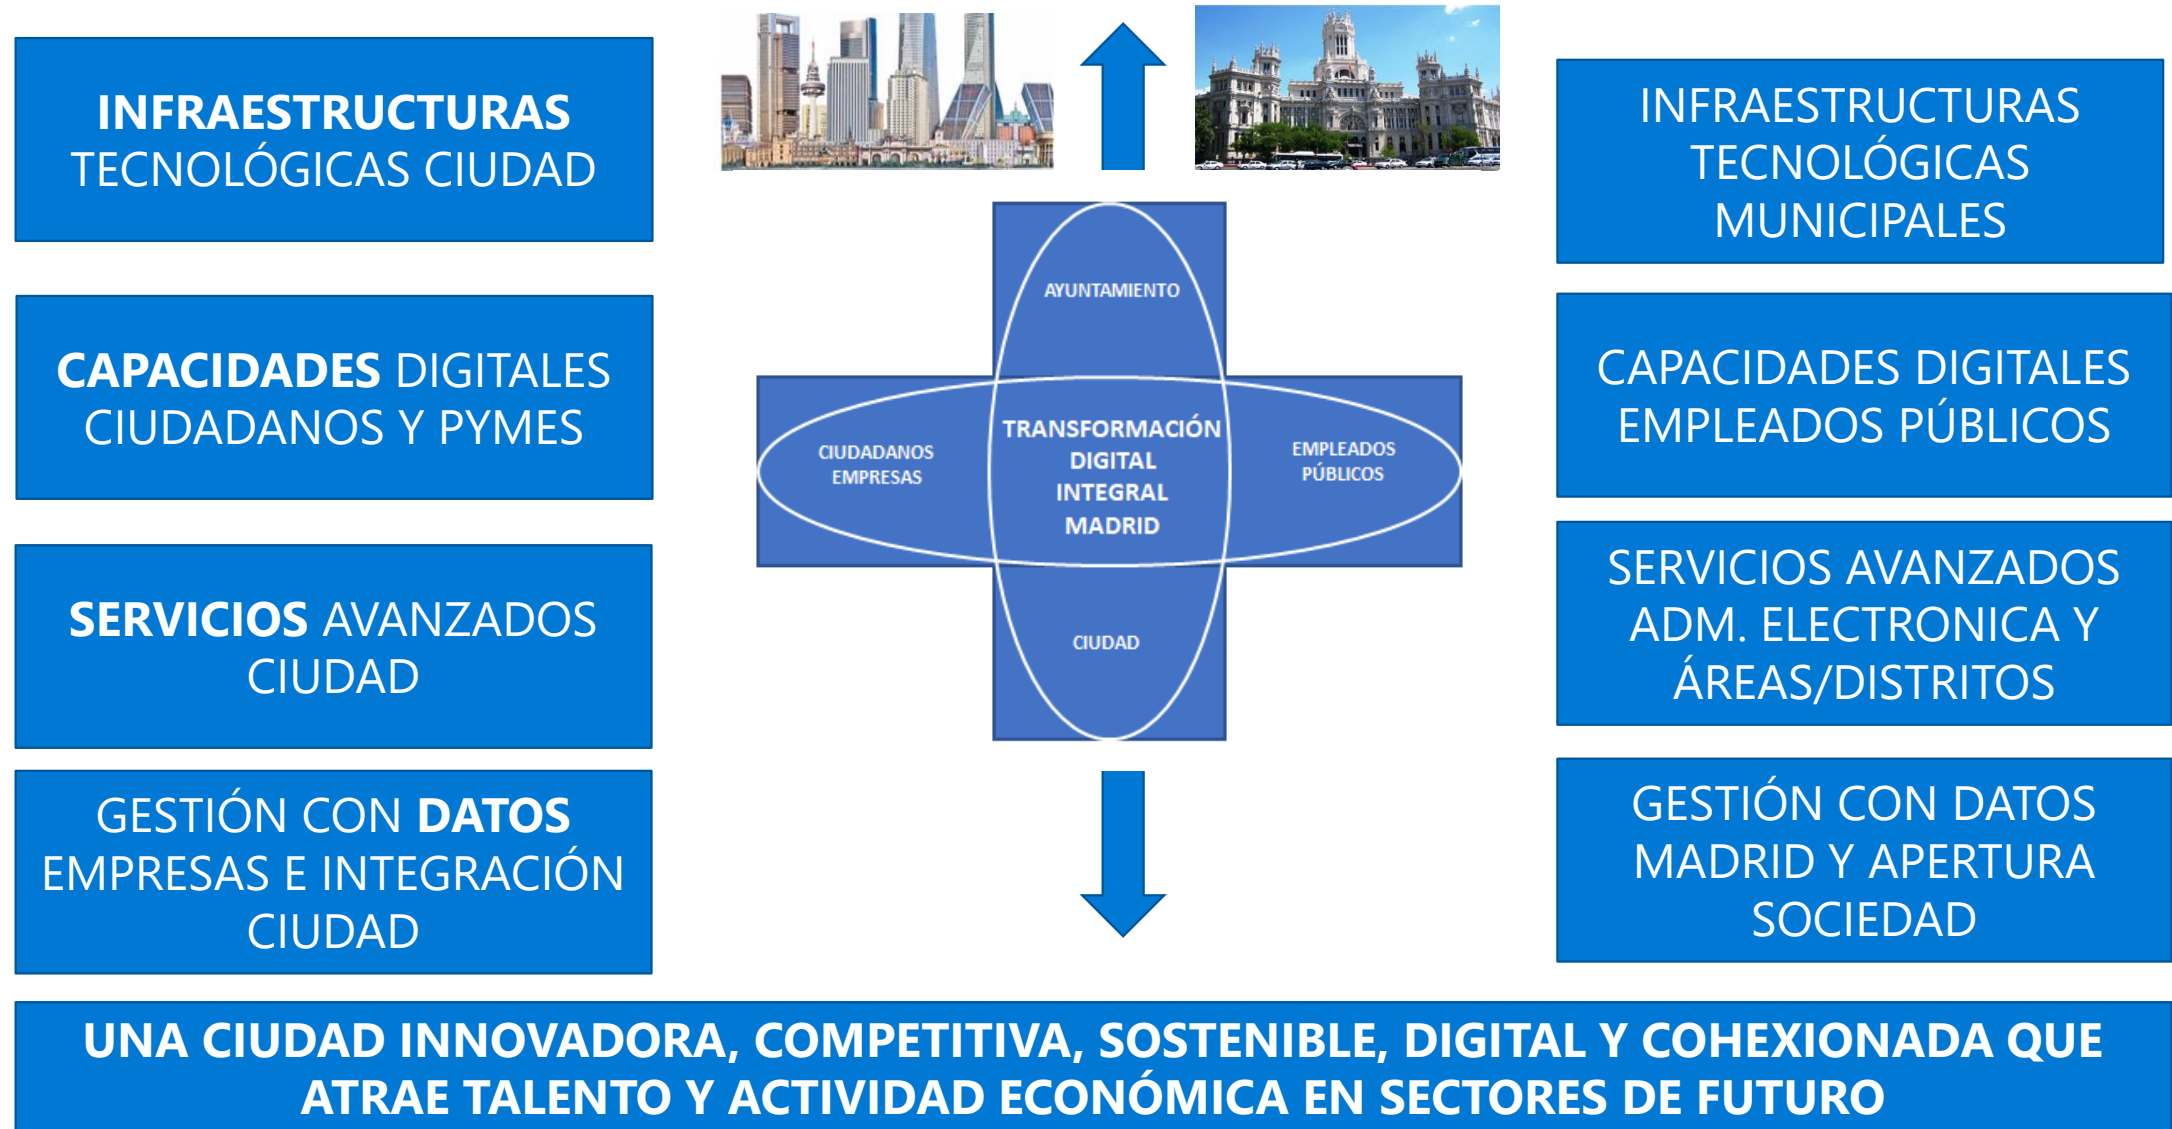 INFRAESTRUCTURAS
TECNOLÓGICAS CIUDAD
CAPACIDADES DIGITALES
CIUDADANOS Y PYMES
SERVICIOS AVANZADOS
CIUDAD
GESTIÓN CON DATOS
EMPRESAS E INTEGRACIÓN
CIUDAD
AYUNTAMIENTO
CIUDADANOS
EMPRESAS
TRANSFORMACIÓN
DIGITAL
INTEGRAL
MADRID
EMPLEADOS
PÚBLICOS
CIUDAD
INFRAESTRUCTURAS
TECNOLÓGICAS
MUNICIPALES
CAPACIDADES DIGITALES
EMPLEADOS PÚBLICOS
SERVICIOS AVANZADOS
ADM. ELECTRONICA Y
ÁREAS/DISTRITOS
GESTIÓN CON DATOS
MADRID Y APERTURA
SOCIEDAD
UNA CIUDAD INNOVADORA, COMPETITIVA, SOSTENIBLE, DIGITAL Y COHEXIONADA QUE
ATRAE TALENTO Y ACTIVIDAD ECONÓMICA EN SECTORES DE FUTURO